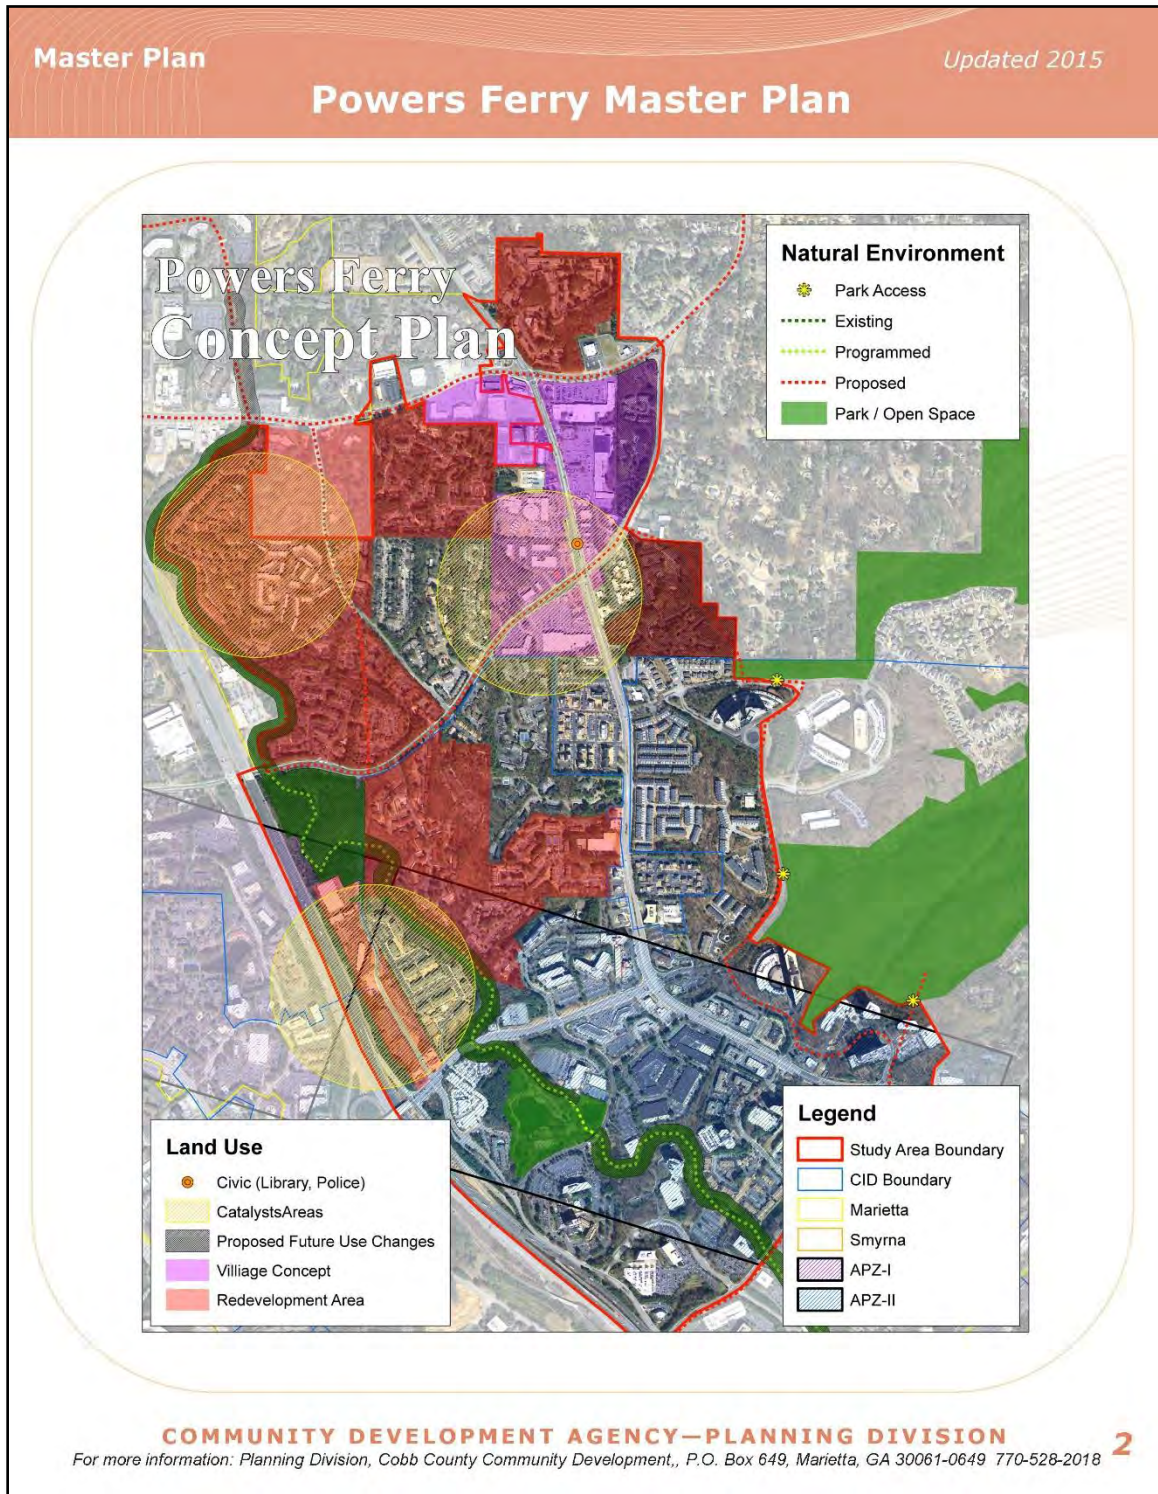 Master Plan
Updated 2015
Powers Ferry Master Plan
Powers Ferry
Concept Plan
Natural Environment
Park Access
Existing
Programmed
Proposed
Park / Open Space
Land Use
Civic (Library, Police)
CatalystsAreas
Proposed Future Use Changes
Villiage Concept
Redevelopment Area
Legend
Study Area Boundary
CID Boundary
Marietta
Smyrna
APZ-I
APZ-II
COMMUNITY DEVELOPMENT AGENCY—PLANNING DIVISION
2
For more information: Planning Division, Cobb County Community Development,, P.O. Box 649, Marietta, GA 30061-0649 770-528-2018